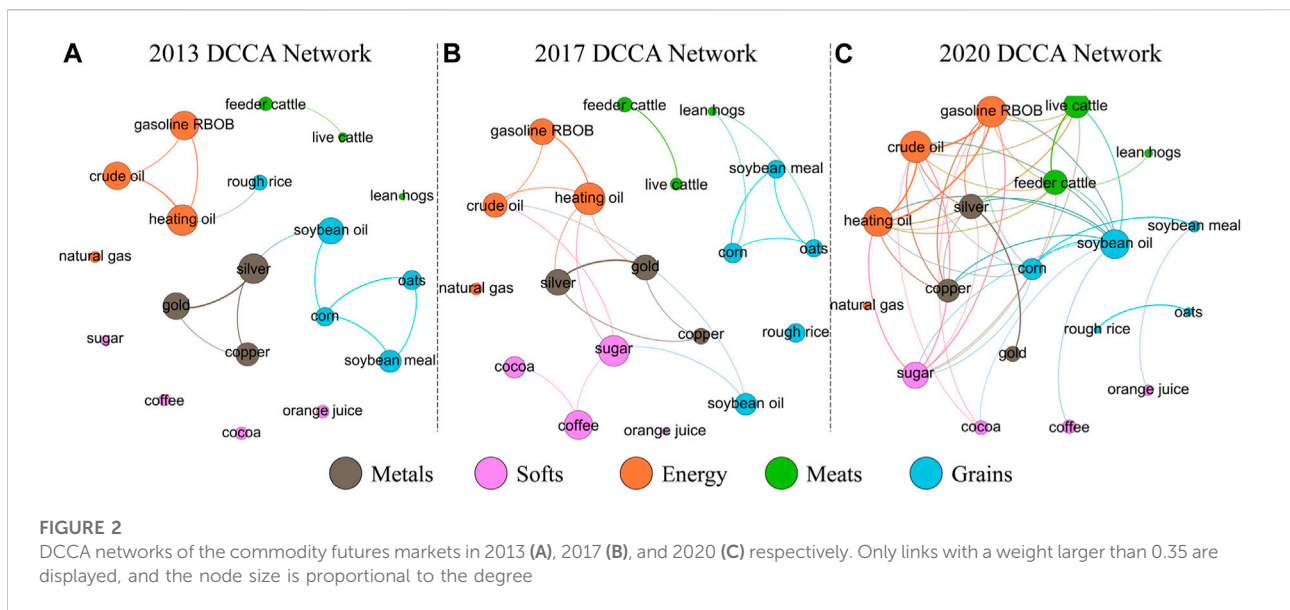 A
2013 DCCA Network
feeder cattle
gasoline RBOB
live cattle
crude oil
rough rice
lean hogs
heating oil
soybean oil
natural gas
silver
oats
gold
corn
sugar
copper
soybean meal
coffee
orange juice
cocoa
B
2017 DCCA Network
feeder cattle
lean hogs
gasoline RBOB
soybean meal
live cattle
heating oil
crude oil
corn
oats
gold
silver
natural gas
rough rice
copper
sugar
cocoa
soybean oil
coffee
orange juice
C
2020 DCCA Network
live cattle
gasoline RBOB
crude oil
lean hogs
feeder cattle
silver
heating oil
soybean meal
soybean oil
corn
copper
natural gas
oats
rough rice
gold
sugar
orange juice
cocoa
coffee
Metals
Softs
Energy
Meats
Grains
FIGURE 2
DCCA networks of the commodity futures markets in 2013 (A), 2017 (B), and 2020 (C) respectively. Only links with a weight larger than 0.35 are
displayed, and the node size is proportional to the degree